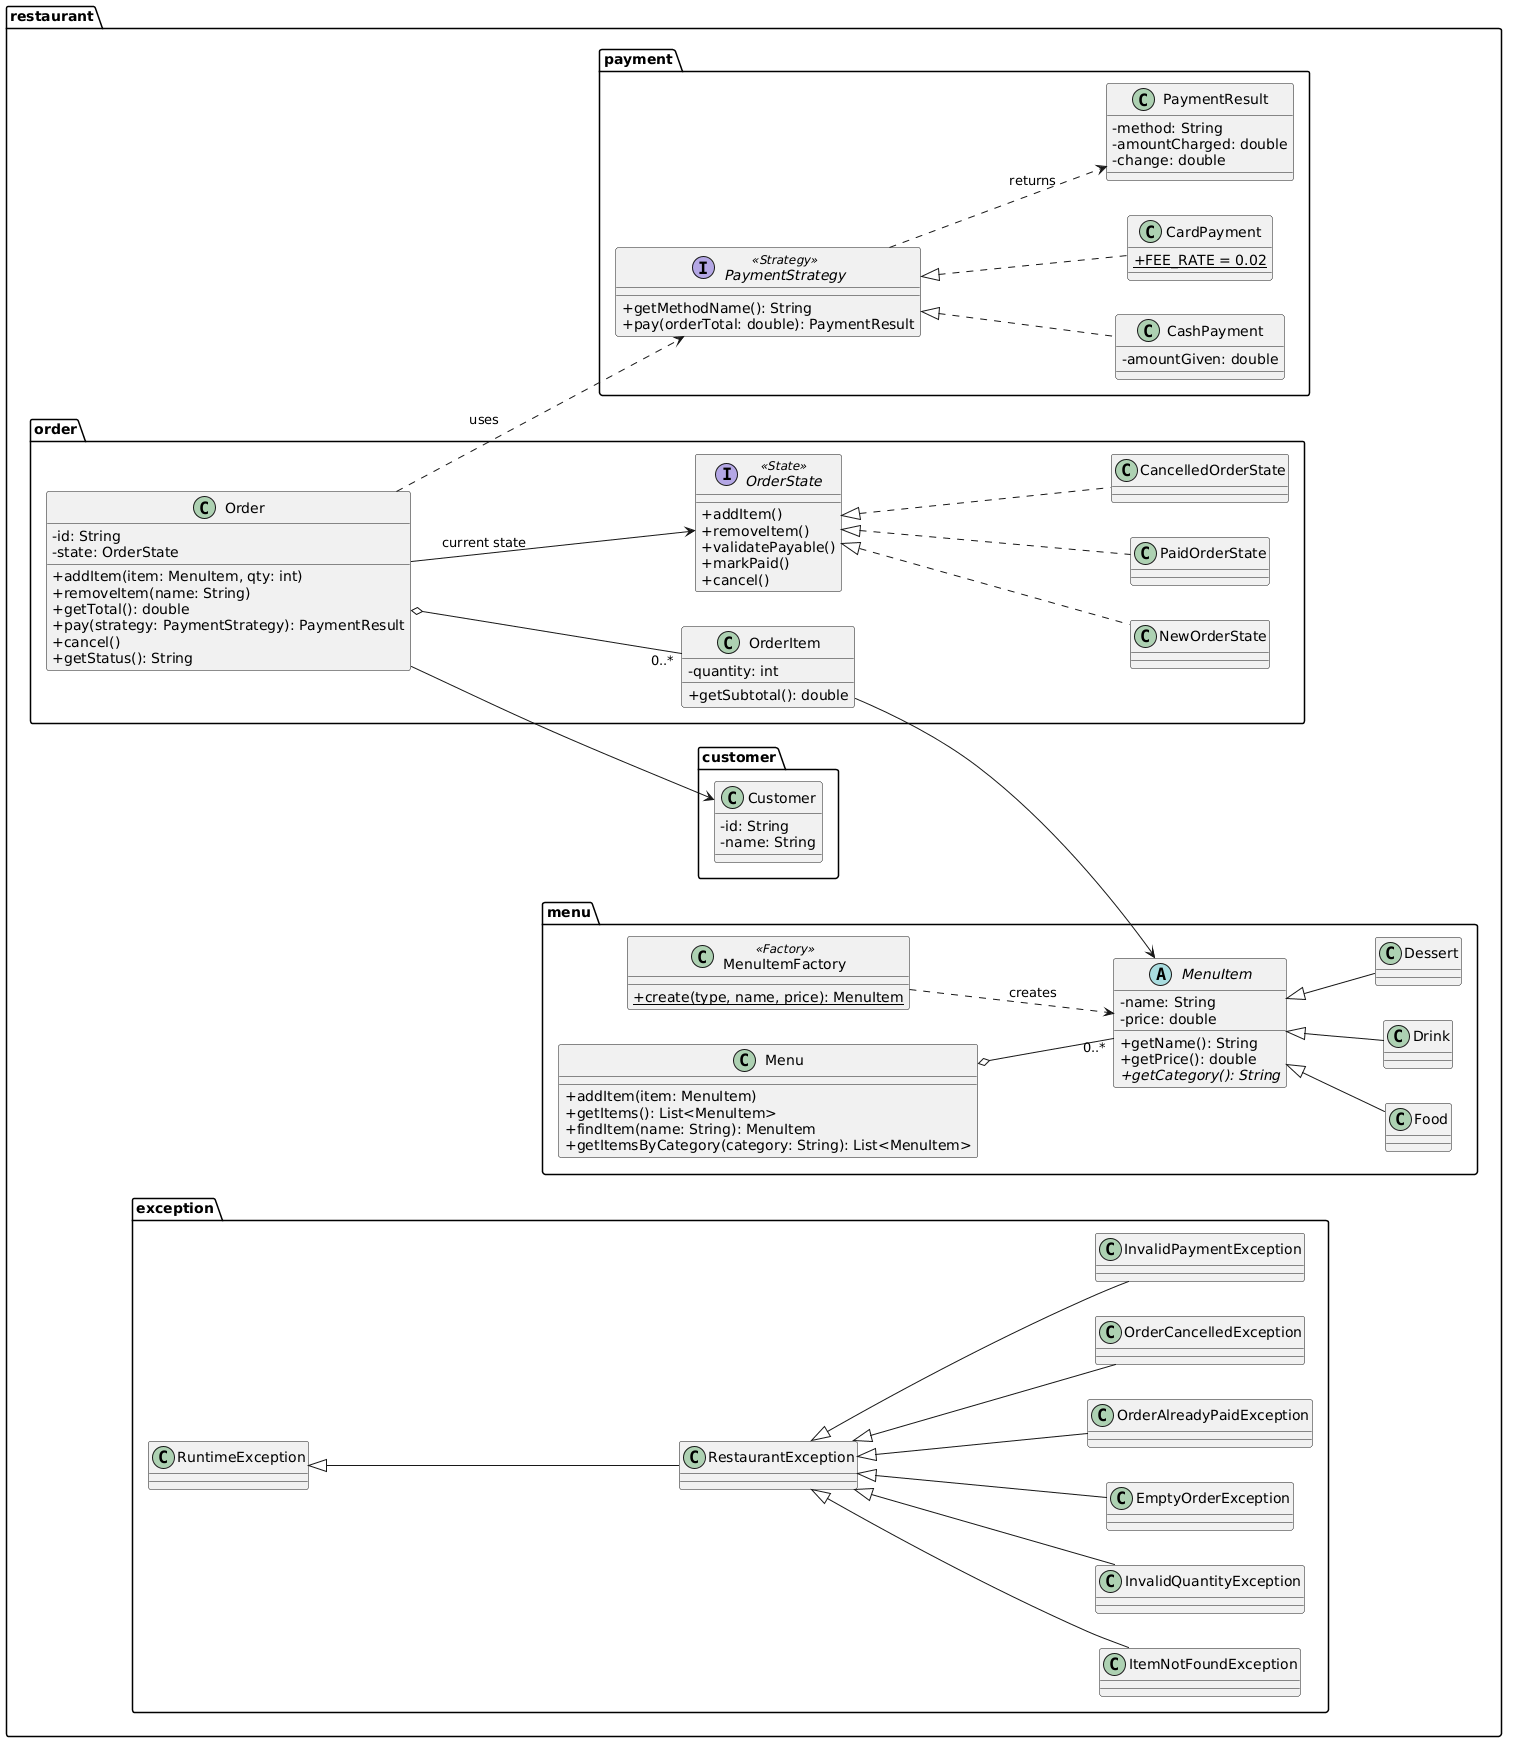 restaurant
payment
C PaymentResult
-method: String
-amountCharged: double
-change: double
returns
C CardPayment
+FEE_RATE = 0.02
I «Strategy»
PaymentStrategy
+getMethodName(): String
+pay(orderTotal: double): PaymentResult
C CashPayment
-amountGiven: double
uses
order
C Order
-id: String
-state: OrderState
+addItem(item: MenuItem, qty: int)
+removeItem(name: String)
+getTotal(): double
+pay(strategy: PaymentStrategy): PaymentResult
+cancel()
+getStatus(): String
current state
I «State»
OrderState
+addItem()
+removeItem()
+validatePayable()
+markPaid()
+cancel()
C CancelledOrderState
C PaidOrderState
C NewOrderState
0..*
C OrderItem
-quantity: int
+getSubtotal(): double
customer
C Customer
-id: String
-name: String
menu
C «Factory»
MenuItemFactory
+create(type, name, price): MenuItem
creates
C Menu
+addItem(item: MenuItem)
+getItems(): List<MenuItem>
+findItem(name: String): MenuItem
+getItemsByCategory(category: String): List<MenuItem>
0..*
A MenuItem
-name: String
-price: double
+getName(): String
+getPrice(): double
+getCategory(): String
C Dessert
C Drink
C Food
exception
C RuntimeException
C RestaurantException
C InvalidPaymentException
C OrderCancelledException
C OrderAlreadyPaidException
C EmptyOrderException
C InvalidQuantityException
C ItemNotFoundException